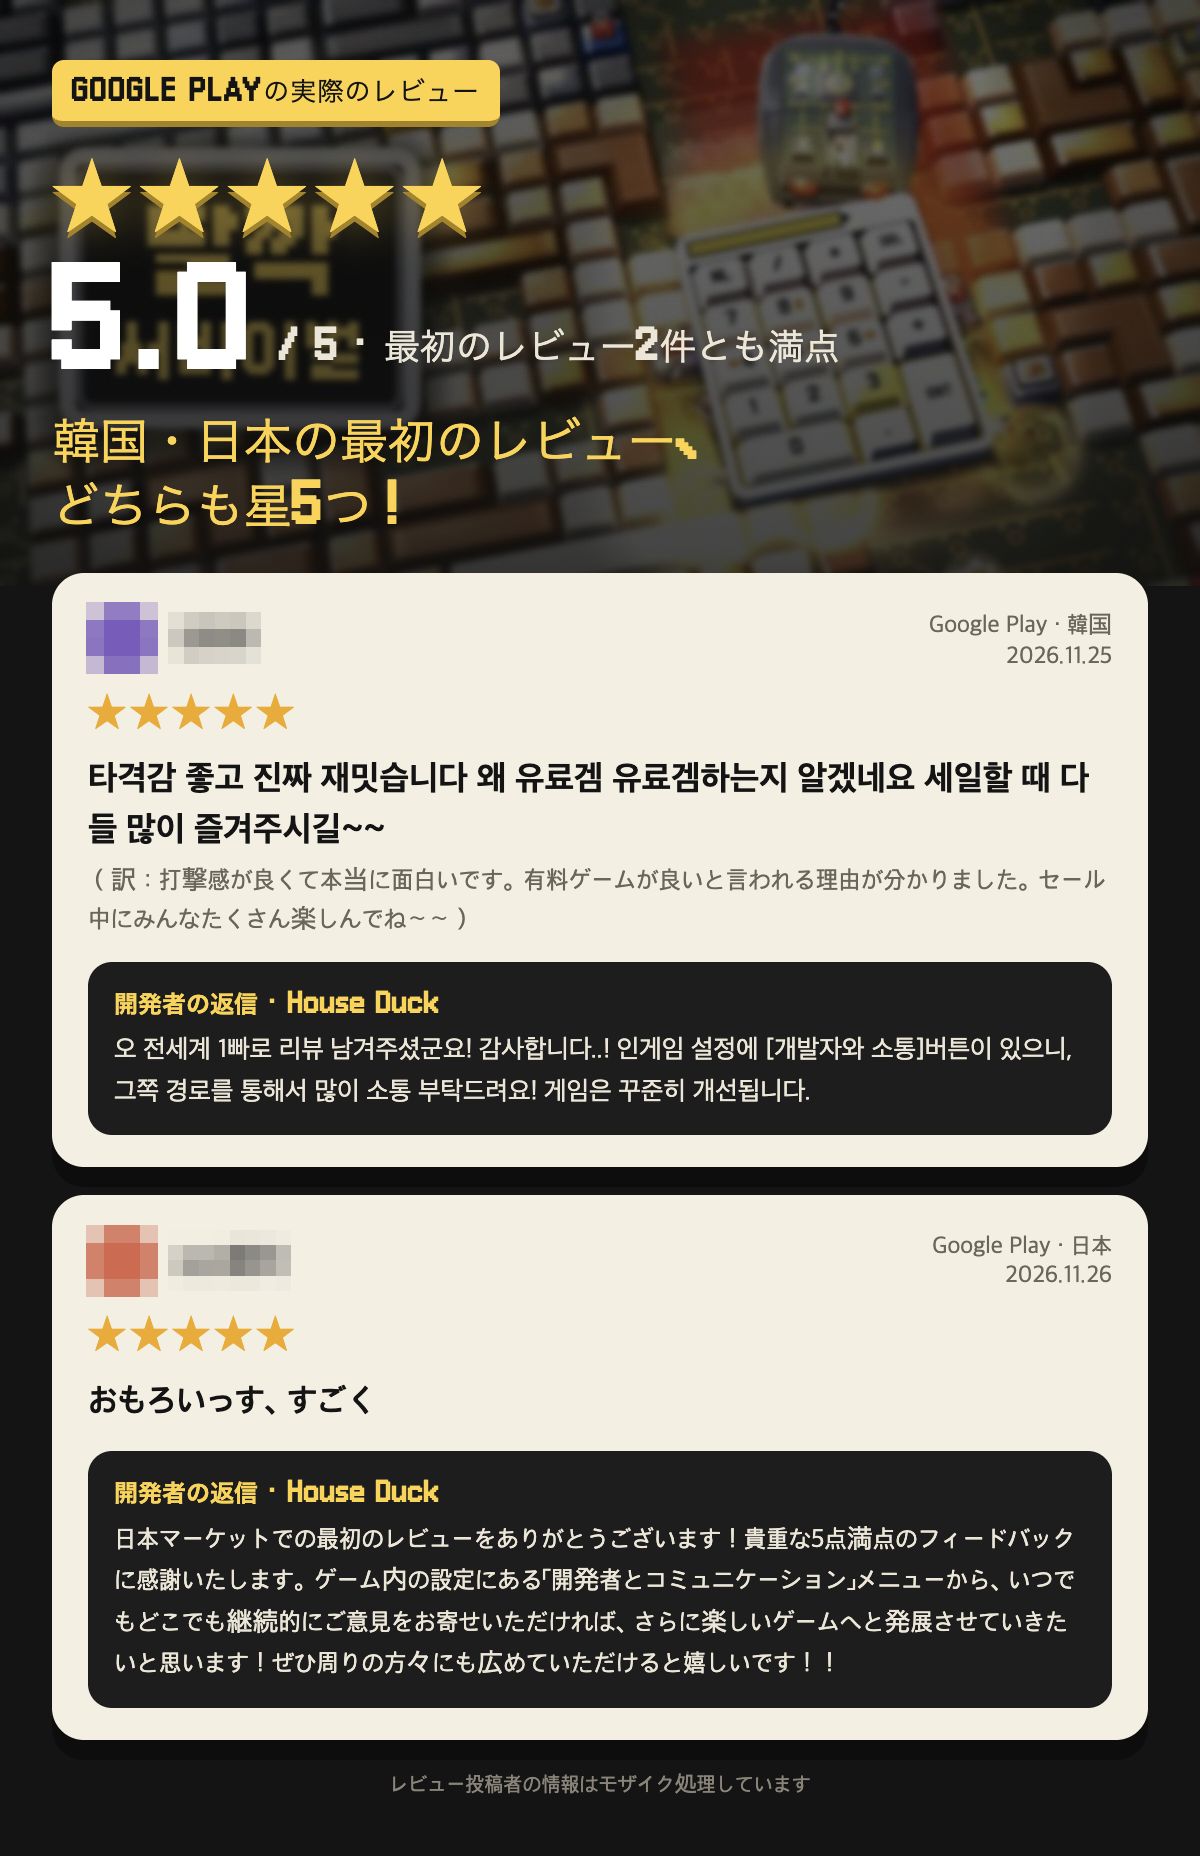 GOOGLE PLAYの実際のレビュー
5.0 / 5・最初のレビュー2件とも満点
韓国・日本の最初のレビュー、
どちらも星5つ！
Google Play · 韓国
2026.11.25
타격감 좋고 진짜 재밋습니다 왜 유료겜 유료겜하는지 알겠네요 세일할 때 다
들 많이 즐겨주시길~~
( 訳：打撃感が良くて本当に面白いです。有料ゲームが良いと言われる理由が分かりました。セール
中にみんなたくさん楽しんでね～～ )
開発者の返信・House Duck
오 전세계 1빠로 리뷰 남겨주셨군요! 감사합니다..! 인게임 설정에 [개발자와 소통]버튼이 있으니,
그쪽 경로를 통해서 많이 소통 부탁드려요! 게임은 꾸준히 개선됩니다.
Google Play · 日本
2026.11.26
おもろいっす、すごく
開発者の返信・House Duck
日本マーケットでの最初のレビューをありがとうございます！貴重な5点満点のフィードバック
に感謝いたします。ゲーム内の設定にある「開発者とコミュニケーション」メニューから、いつで
もどこでも継続的にご意見をお寄せいただければ、さらに楽しいゲームへと発展させていきた
いと思います！ぜひ周りの方々にも広めていただけると嬉しいです！！
レビュー投稿者の情報はモザイク処理しています